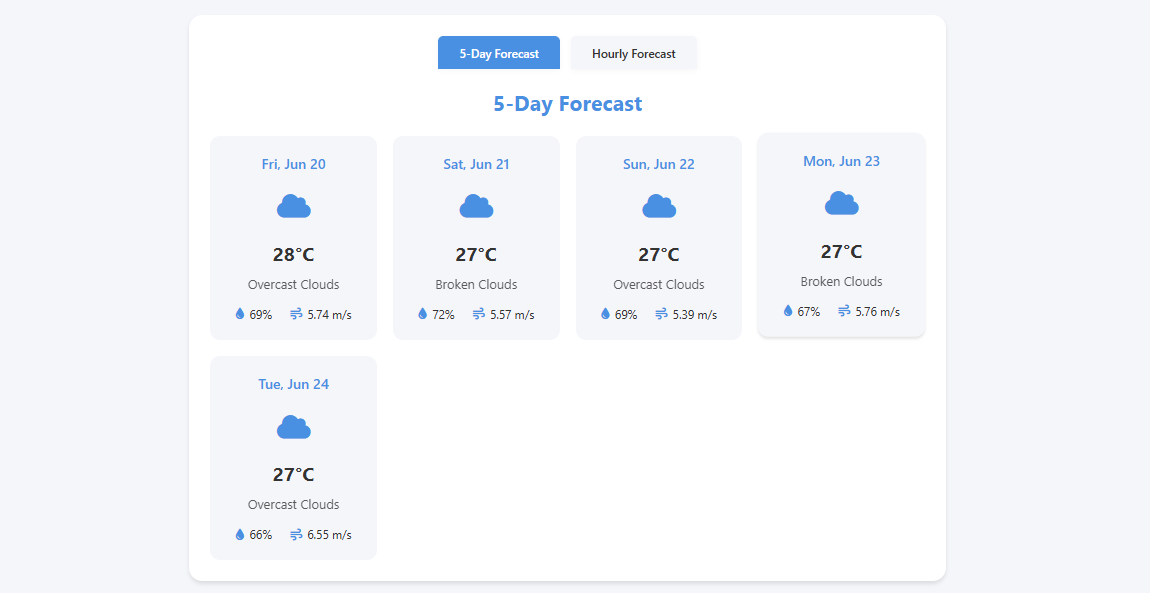 5-Day Forecast
Hourly Forecast
5-Day Forecast
Fri, Jun 20
28°C
Overcast Clouds
69% 5.74 m/s
Sat, Jun 21
27°C
Broken Clouds
72% 5.57 m/s
Sun, Jun 22
27°C
Overcast Clouds
69% 5.39 m/s
Mon, Jun 23
27°C
Broken Clouds
67% 5.76 m/s
Tue, Jun 24
27°C
Overcast Clouds
66% 6.55 m/s